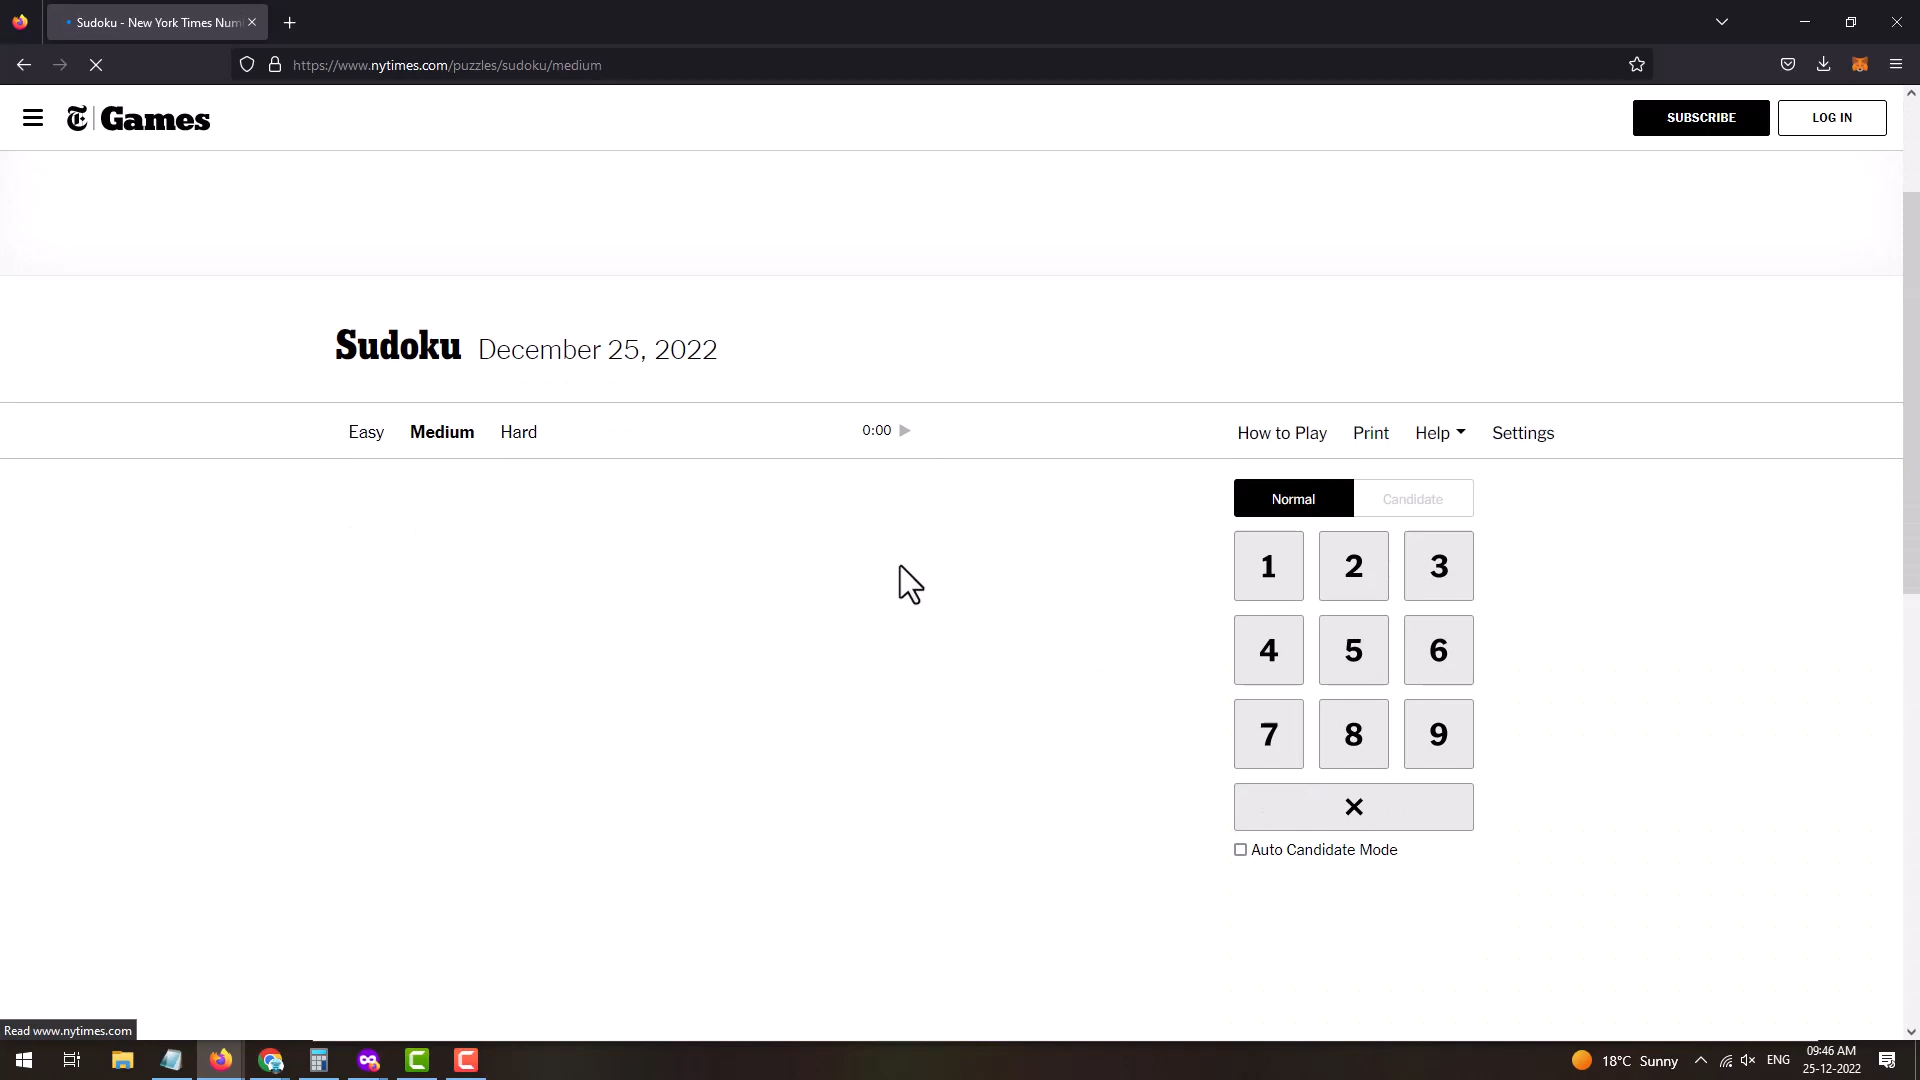 Sudoku - New York Times Num
https://www.nytimes.com/puzzles/sudoku/medium
T Games
SUBSCRIBE
LOG IN
Sudoku December 25, 2022
Easy Medium Hard
0:00
How to Play Print Help Settings
Normal Candidate
1 2 3
4 5 6
7 8 9
Auto Candidate Mode
Read www.nytimes.com
18°C Sunny
ENG
09:46 AM
25-12-2022